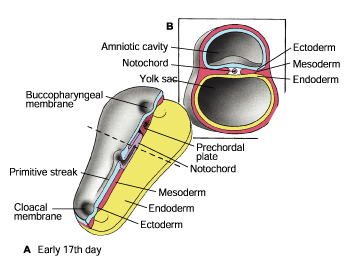 B
Amniotic cavity
Notochord
Yolk sac
Ectoderm
Mesoderm
Endoderm
Buccopharyngeal
membrane
Prechordal
plate
Notochord
Primitive streak
Mesoderm
Cloacal
membrane
Endoderm
Ectoderm
A Early 17th day